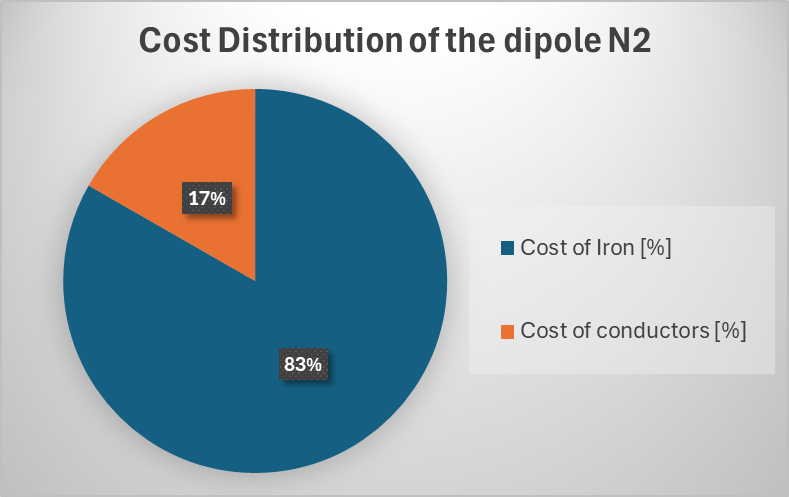 Cost Distribution of the dipole N2
17%
Cost of Iron [%]
Cost of conductors [%]
83%